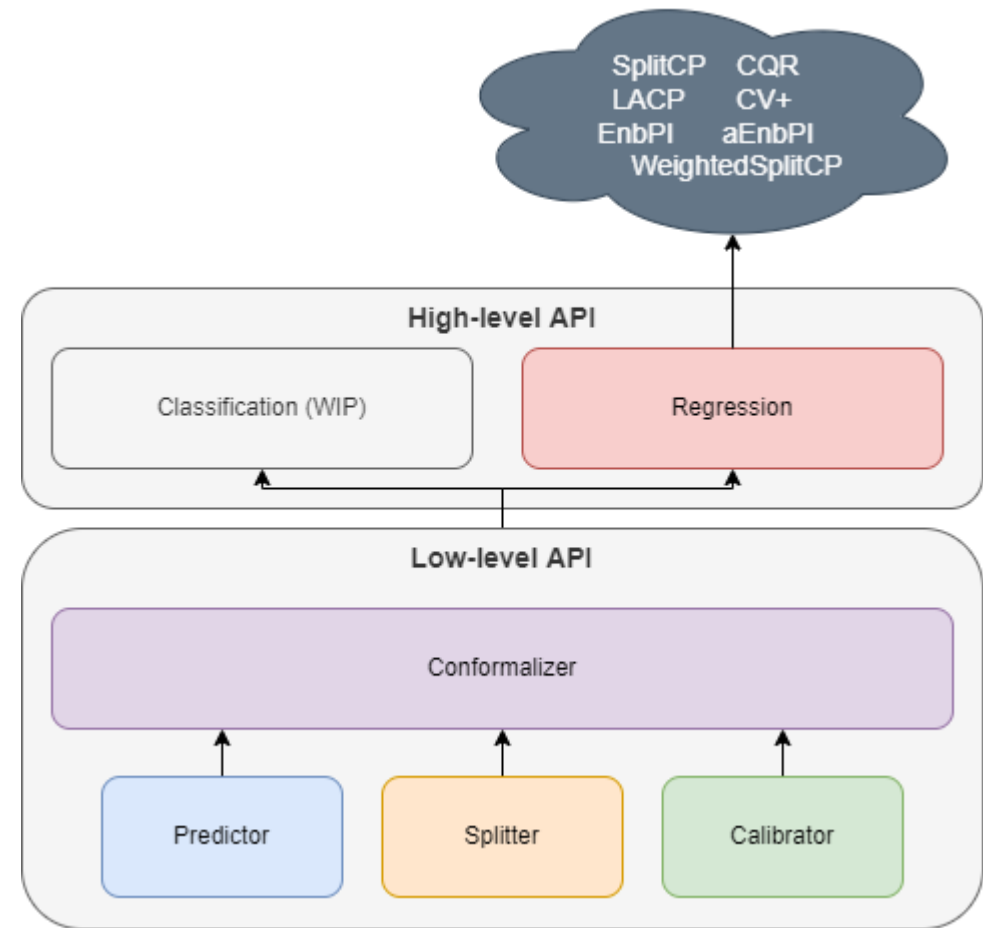 SplitCP CQR
LACP CV+
EnbPI aEnbPI
WeightedSplitCP
High-level API
Classification (WIP) Regression
Low-level API
Conformalizer
Predictor Splitter Calibrator